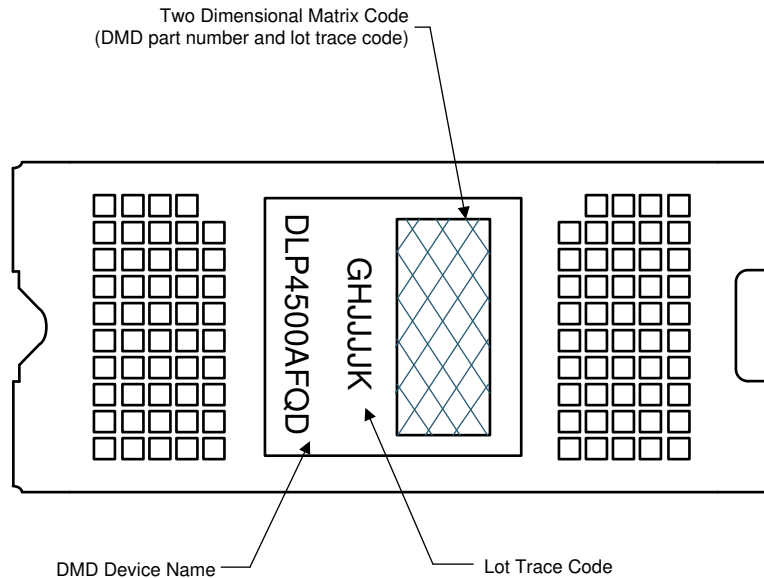 Two Dimensional Matrix Code
(DMD part number and lot trace code)
DLP4500AFQD
GHJJJJK
DMD Device Name
Lot Trace Code